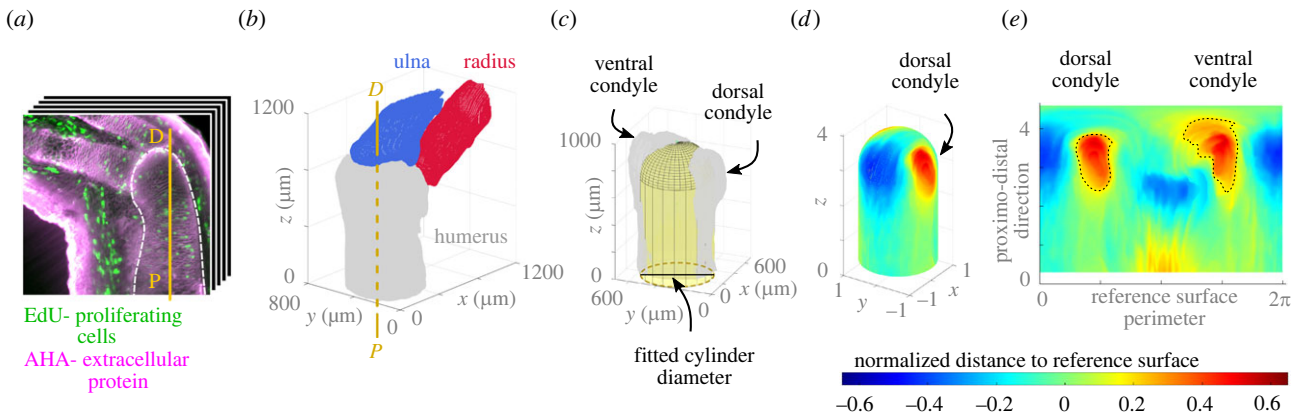 (a)
D
P
EdU- proliferating
cells
AHA- extracellular
protein
(b)
ulna
radius
D
1200
z (µm)
0
humerus
800
y (µm)
0
0
x (µm)
1200
P
(c)
ventral
condyle
dorsal
condyle
1000
z (µm)
0
600
y (µm)
0
0
x (µm)
600
fitted cylinder
diameter
(d)
dorsal
condyle
4
2
z
0
1
y
–1
–1
x
1
(e)
dorsal
condyle
ventral
condyle
4
2
0
proximo-distal
direction
0
reference surface
perimeter
2π
normalized distance to reference surface
–0.6
–0.4
–0.2
0
0.2
0.4
0.6